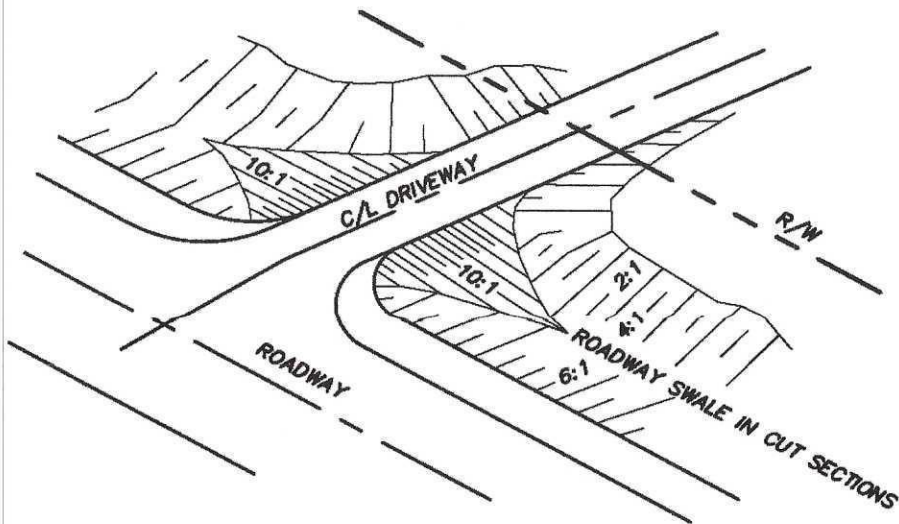 10:1
C/L DRIVEWAY
R/W
10:1
2:1
4:1
ROADWAY SWALE IN CUT SECTIONS
6:1
ROADWAY